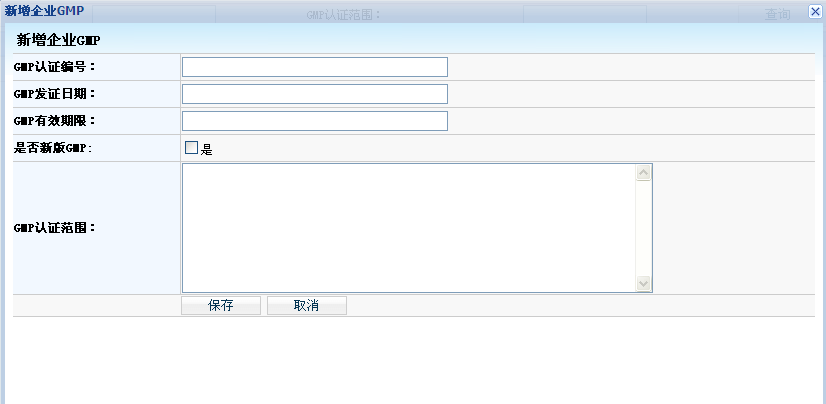 新增企业GMP
GMP认证范围： 查询
新增企业GMP
GMP认证编号：
GMP发证日期：
GMP有效期限：
是否新版GMP: 是
GMP认证范围：
保存 取消